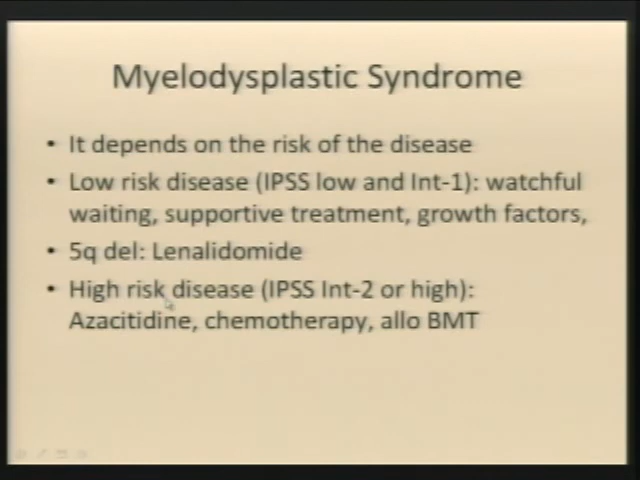 Myelodysplastic Syndrome
• It depends on the risk of the disease
• Low risk disease (IPSS low and Int-1): watchful
waiting, supportive treatment, growth factors,
• 5q del: Lenalidomide
• High risk disease (IPSS Int-2 or high):
Azacitidine, chemotherapy, allo BMT